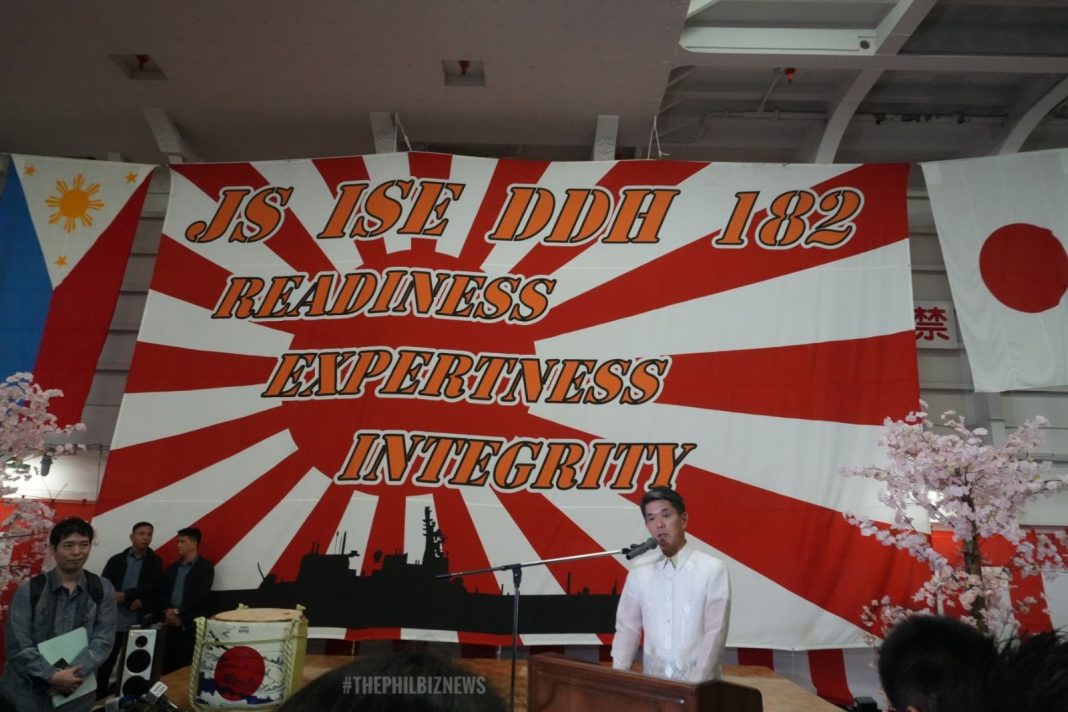 JS ISE DDH 182
READINESS
EXPERTNESS
INTEGRITY
禁
#THEPHILBIZNEWS